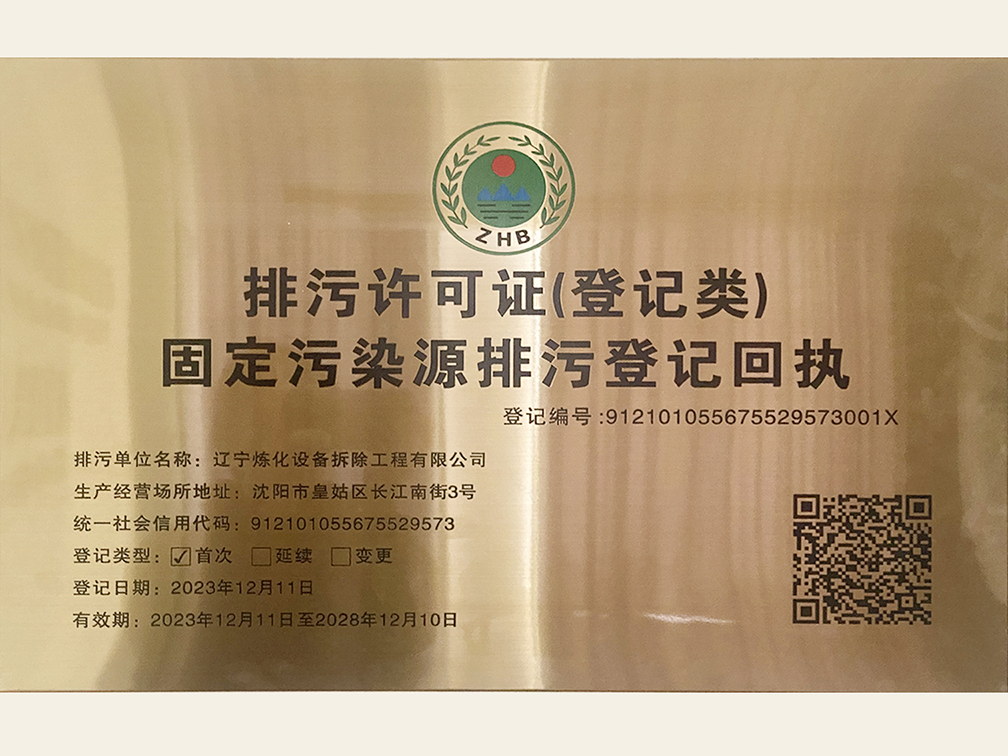 ZHB
排污许可证(登记类)
固定污染源排污登记回执
登记编号:912101055675529573001X
排污单位名称：辽宁炼化设备拆除工程有限公司
生产经营场所地址：沈阳市皇姑区长江南街3号
统一社会信用代码：912101055675529573
登记类型：☑首次 □延续 □变更
登记日期：2023年12月11日
有效期：2023年12月11日至2028年12月10日